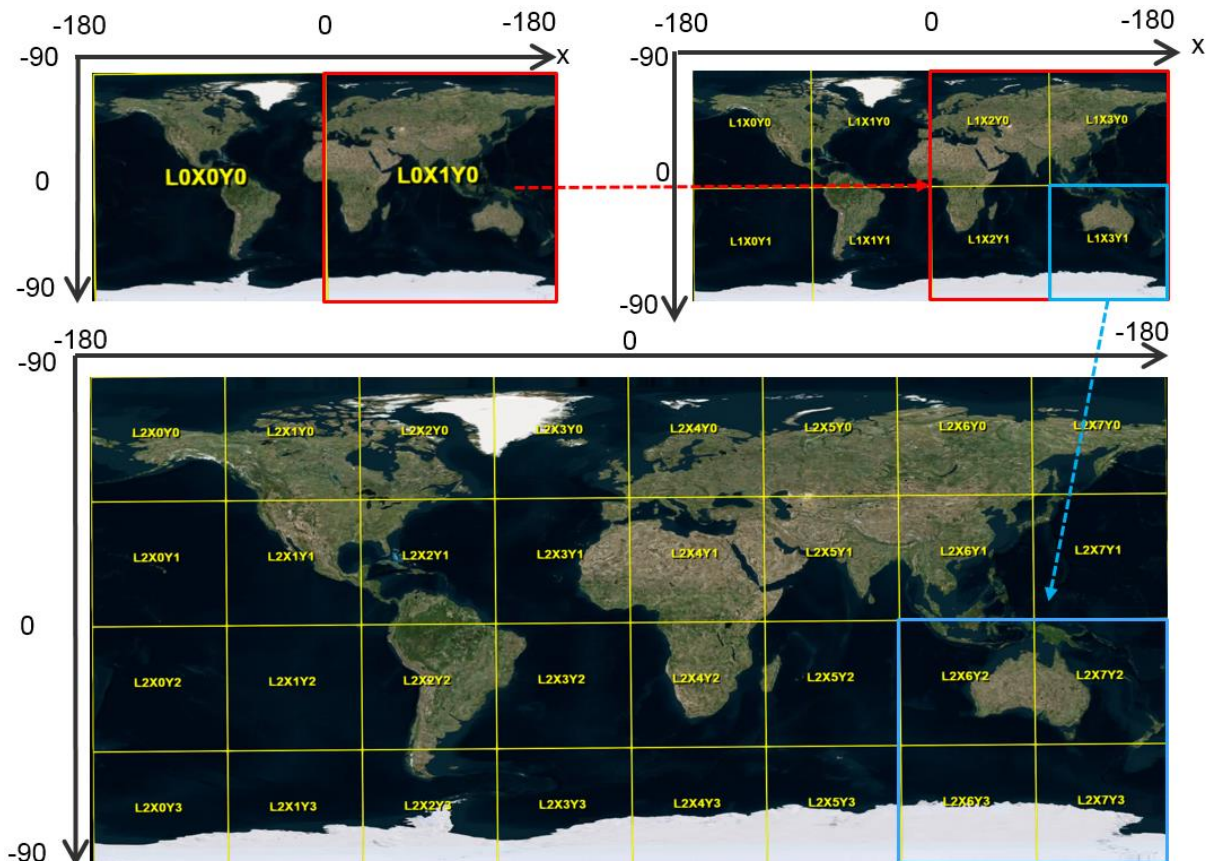 -180 0 -180
-90 x
L0X0Y0 L0X1Y0
0
-90
-180 0 -180
-90 x
L1X0Y0 L1X1Y0 L1X2Y0 L1X3Y0
0
L1X0Y1 L1X1Y1 L1X2Y1 L1X3Y1
-90
-180 0 -180
-90
L2X0Y0 L2X1Y0 L2X2Y0 L2X3Y0 L2X4Y0 L2X5Y0 L2X6Y0 L2X7Y0
L2X0Y1 L2X1Y1 L2X2Y1 L2X3Y1 L2X4Y1 L2X5Y1 L2X6Y1 L2X7Y1
0
L2X0Y2 L2X1Y2 L2X2Y2 L2X3Y2 L2X4Y2 L2X5Y2 L2X6Y2 L2X7Y2
L2X0Y3 L2X1Y3 L2X2Y3 L2X3Y3 L2X4Y3 L2X5Y3 L2X6Y3 L2X7Y3
-90